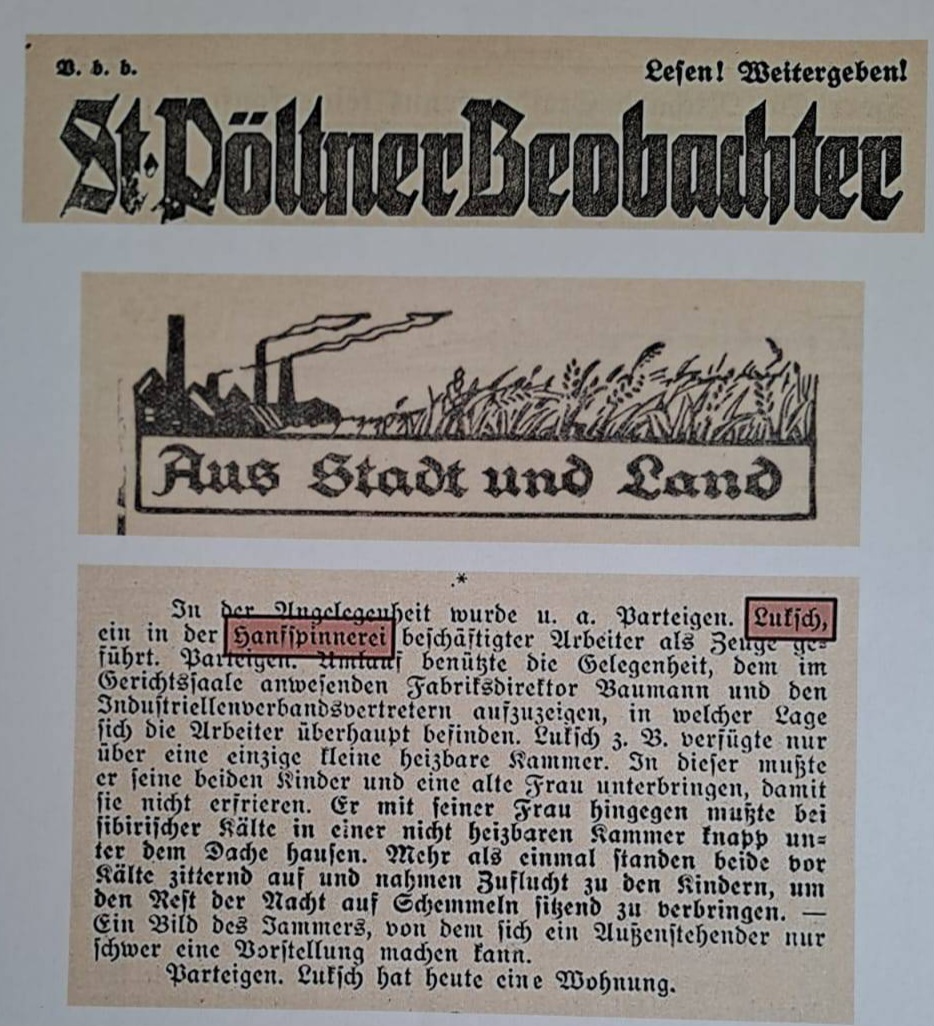 V. b. b.
Lesen! Weitergeben!
St. Pöltner Beobachter
Aus Stadt und Land
*
In der Angelegenheit wurde u. a. Parteigen. Luksch,
ein in der Hanfspinnerei beschäftigter Arbeiter als Zeuge ge-
führt. Parteigen. Umlauf benützte die Gelegenheit, dem im
Gerichtssaale anwesenden Fabriksdirektor Baumann und den
Industriellenverbandsvertretern aufzuzeigen, in welcher Lage
sich die Arbeiter überhaupt befinden. Luksch z. B. verfügte nur
über eine einzige kleine heizbare Kammer. In dieser mußte
er seine beiden Kinder und eine alte Frau unterbringen, damit
sie nicht erfrieren. Er mit seiner Frau hingegen mußte bei
sibirischer Kälte in einer nicht heizbaren Kammer knapp un-
ter dem Dache hausen. Mehr als einmal standen beide vor
Kälte zitternd auf und nahmen Zuflucht zu den Kindern, um
den Rest der Nacht auf Schemmeln sitzend zu verbringen. —
Ein Bild des Jammers, von dem sich ein Außenstehender nur
schwer eine Vorstellung machen kann.
Parteigen. Luksch hat heute eine Wohnung.